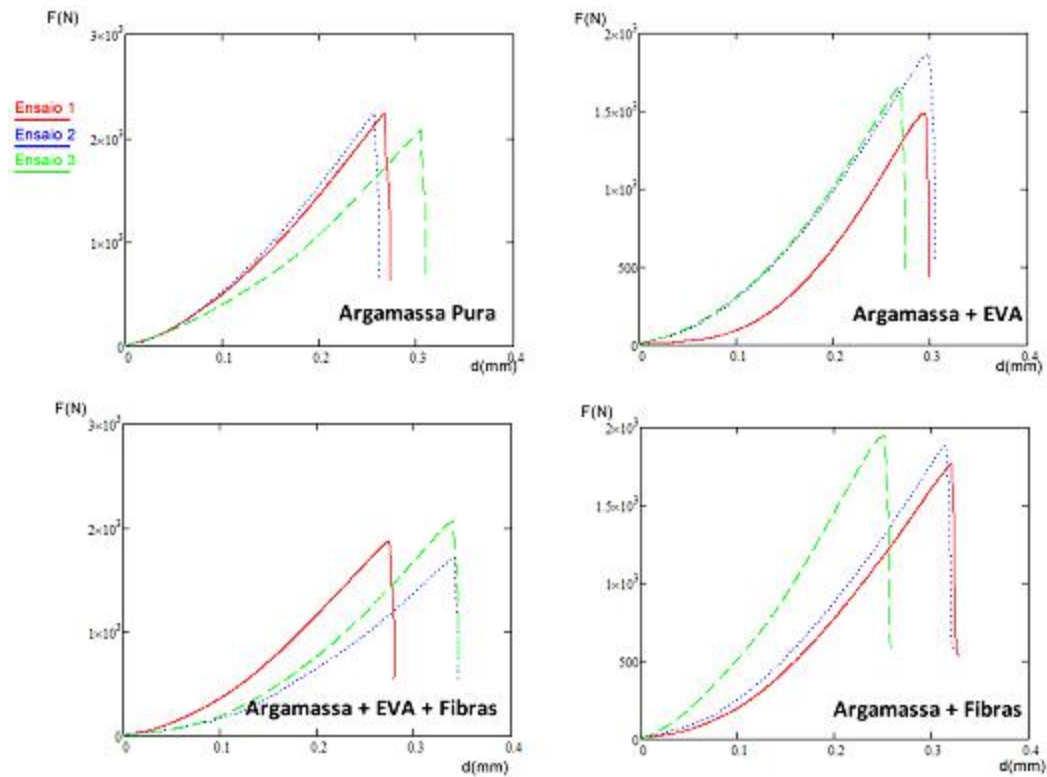 F(N)
3×10³
2×10³
1×10³
0
0 0.1 0.2 0.3 0.4
d(mm)
Argamassa Pura
Ensaio 1
Ensaio 2
Ensaio 3
F(N)
2×10³
1.5×10³
1×10³
500
0
0 0.1 0.2 0.3 0.4
d(mm)
Argamassa + EVA
F(N)
3×10³
2×10³
1×10³
0
0 0.1 0.2 0.3 0.4
d(mm)
Argamassa + EVA + Fibras
F(N)
2×10³
1.5×10³
1×10³
500
0
0 0.1 0.2 0.3 0.4
d(mm)
Argamassa + Fibras